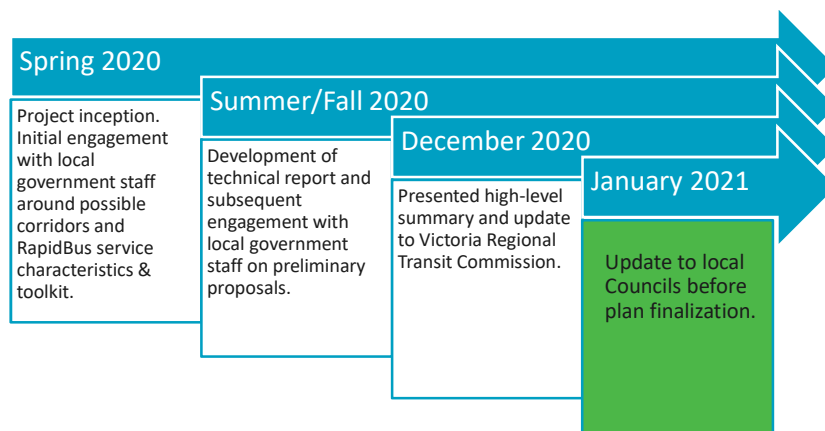 Spring 2020
Project inception.
Initial engagement
with local
government staff
around possible
corridors and
RapidBus service
characteristics &
toolkit.
Summer/Fall 2020
Development of
technical report and
subsequent
engagement with
local government
staff on preliminary
proposals.
December 2020
Presented high-level
summary and update
to Victoria Regional
Transit Commission.
January 2021
Update to local
Councils before
plan finalization.